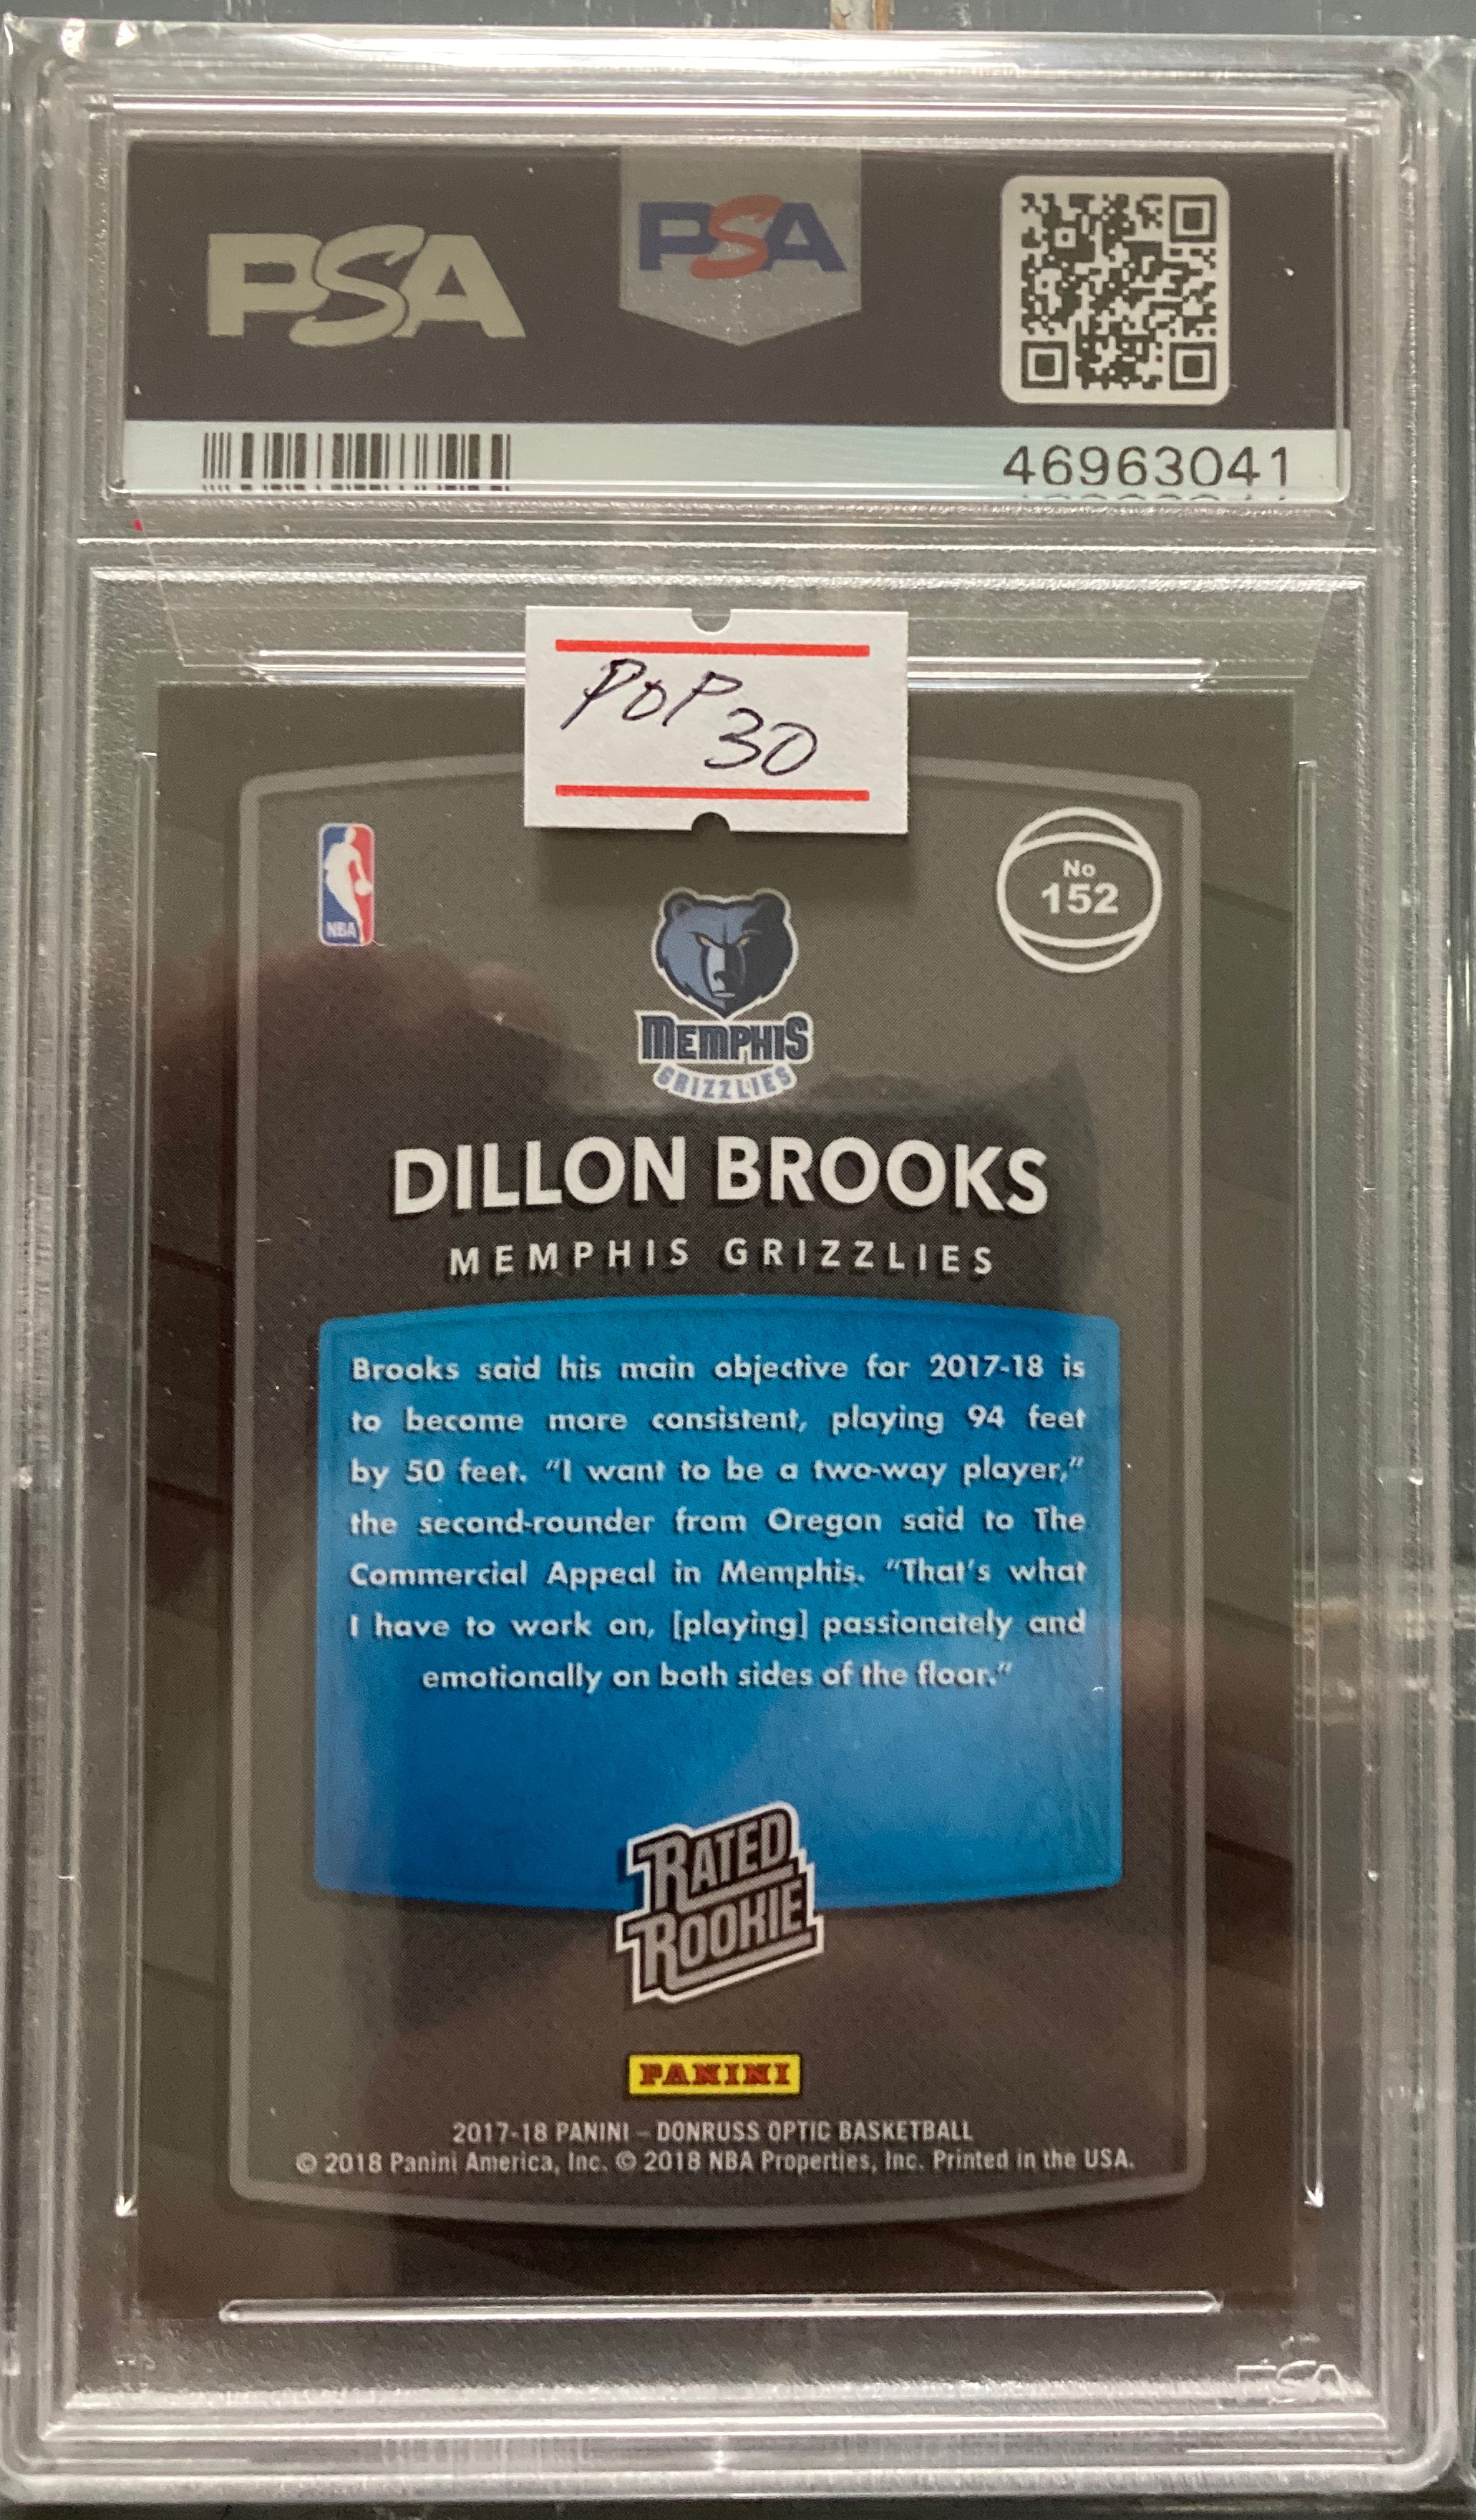 PSA
PSA
46963041
POP
30
NBA
No
152
MEMPHIS
GRIZZLIES
DILLON BROOKS
MEMPHIS GRIZZLIES
Brooks said his main objective for 2017-18 is
to become more consistent, playing 94 feet
by 50 feet. “I want to be a two-way player,”
the second-rounder from Oregon said to The
Commercial Appeal in Memphis. “That's what
I have to work on, [playing] passionately and
emotionally on both sides of the floor.”
RATED
ROOKIE
PANINI
2017-18 PANINI – DONRUSS OPTIC BASKETBALL
© 2018 Panini America, Inc. © 2018 NBA Properties, Inc. Printed in the USA.
PSA